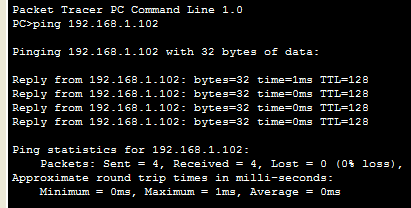 Packet Tracer PC Command Line 1.0
PC>ping 192.168.1.102
Pinging 192.168.1.102 with 32 bytes of data:
Reply from 192.168.1.102: bytes=32 time=1ms TTL=128
Reply from 192.168.1.102: bytes=32 time=0ms TTL=128
Reply from 192.168.1.102: bytes=32 time=0ms TTL=128
Reply from 192.168.1.102: bytes=32 time=0ms TTL=128
Ping statistics for 192.168.1.102:
Packets: Sent = 4, Received = 4, Lost = 0 (0% loss),
Approximate round trip times in milli-seconds:
Minimum = 0ms, Maximum = 1ms, Average = 0ms